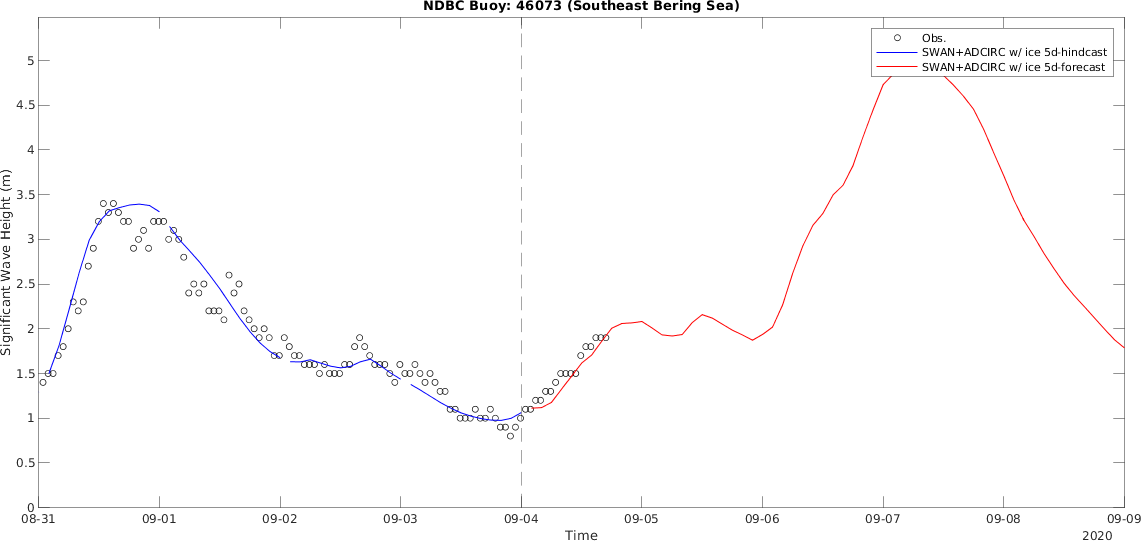 NDBC Buoy: 46073 (Southeast Bering Sea)
Obs.
SWAN+ADCIRC w/ ice 5d-hindcast
SWAN+ADCIRC w/ ice 5d-forecast
Significant Wave Height (m)
5
4.5
4
3.5
3
2.5
2
1.5
1
0.5
0
08-31 09-01 09-02 09-03 09-04 09-05 09-06 09-07 09-08 09-09
Time
2020